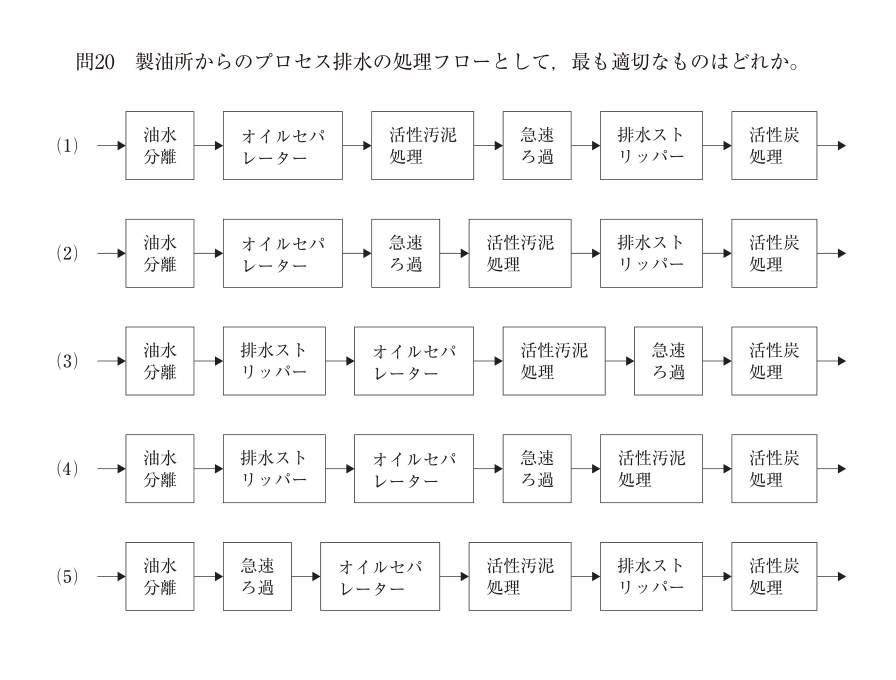 問20　製油所からのプロセス排水の処理フローとして，最も適切なものはどれか。
(1) 油水分離 オイルセパレーター 活性汚泥処理 急速ろ過 排水ストリッパー 活性炭処理
(2) 油水分離 オイルセパレーター 急速ろ過 活性汚泥処理 排水ストリッパー 活性炭処理
(3) 油水分離 排水ストリッパー オイルセパレーター 活性汚泥処理 急速ろ過 活性炭処理
(4) 油水分離 排水ストリッパー オイルセパレーター 急速ろ過 活性汚泥処理 活性炭処理
(5) 油水分離 急速ろ過 オイルセパレーター 活性汚泥処理 排水ストリッパー 活性炭処理